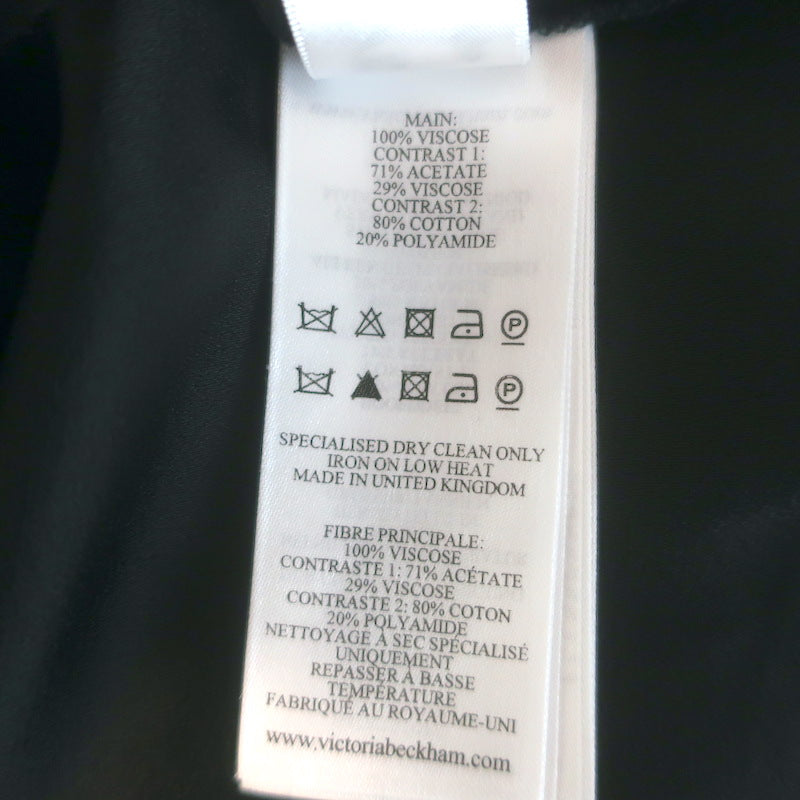 MAIN:
100% VISCOSE
CONTRAST 1:
71% ACETATE
29% VISCOSE
CONTRAST 2:
80% COTTON
20% POLYAMIDE
P
P
SPECIALISED DRY CLEAN ONLY
IRON ON LOW HEAT
MADE IN UNITED KINGDOM
FIBRE PRINCIPALE:
100% VISCOSE
CONTRASTE 1: 71% ACÉTATE
29% VISCOSE
CONTRASTE 2: 80% COTON
20% POLYAMIDE
NETTOYAGE À SEC SPÉCIALISÉ
UNIQUEMENT
REPASSER À BASSE
TEMPÉRATURE
FABRIQUÉ AU ROYAUME-UNI
www.victoriabeckham.com